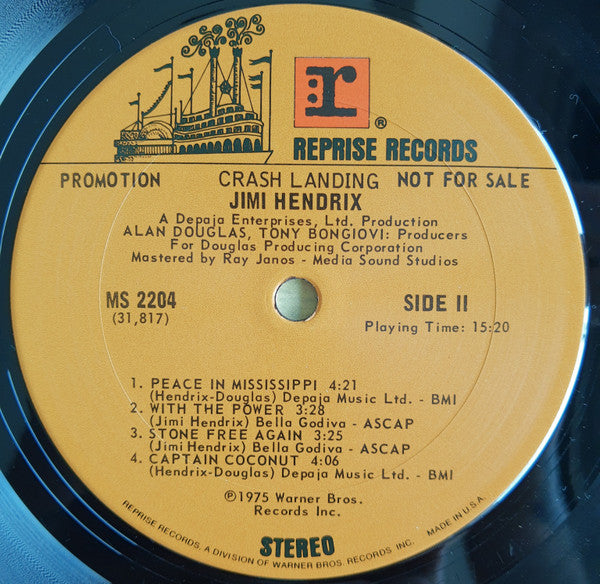 r
®
REPRISE RECORDS
PROMOTION CRASH LANDING NOT FOR SALE
JIMI HENDRIX
A Depaja Enterprises, Ltd. Production
ALAN DOUGLAS, TONY BONGIOVI: Producers
For Douglas Producing Corporation
Mastered by Ray Janos - Media Sound Studios
MS 2204 SIDE II
(31,817) Playing Time: 15:20
1. PEACE IN MISSISSIPPI 4:21
(Hendrix-Douglas) Depaja Music Ltd. - BMI
2. WITH THE POWER 3:28
(Jimi Hendrix) Bella Godiva - ASCAP
3. STONE FREE AGAIN 3:25
(Jimi Hendrix) Bella Godiva - ASCAP
4. CAPTAIN COCONUT 4:06
(Hendrix-Douglas) Depaja Music Ltd. - BMI
℗1975 Warner Bros.
Records Inc.
STEREO
REPRISE RECORDS, A DIVISION OF WARNER BROS. RECORDS INC. MADE IN U.S.A.